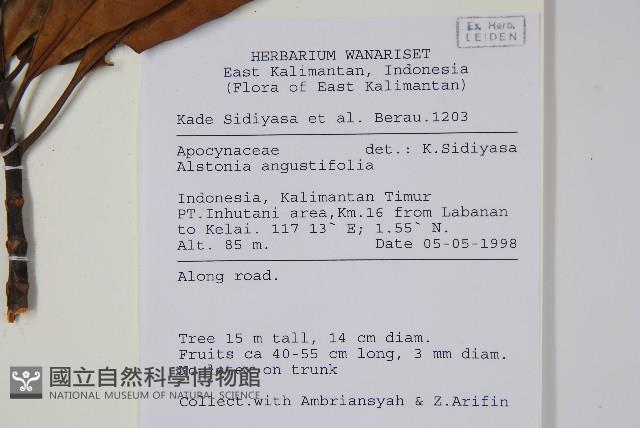 Ex Herb.
LEIDEN
HERBARIUM WANARISET
East Kalimantan, Indonesia
(Flora of East Kalimantan)
Kade Sidiyasa et al. Berau.1203
Apocynaceae det.: K.Sidiyasa
Alstonia angustifolia
Indonesia, Kalimantan Timur
PT.Inhutani area,Km.16 from Labanan
to Kelai. 117 13` E; 1.55` N.
Alt. 85 m. Date 05-05-1998
Along road.
Tree 15 m tall, 14 cm diam.
Fruits ca 40-55 cm long, 3 mm diam.
on trunk
國立自然科學博物館
NATIONAL MUSEUM OF NATURAL SCIENCE
Collect.with Ambriansyah & Z.Arifin